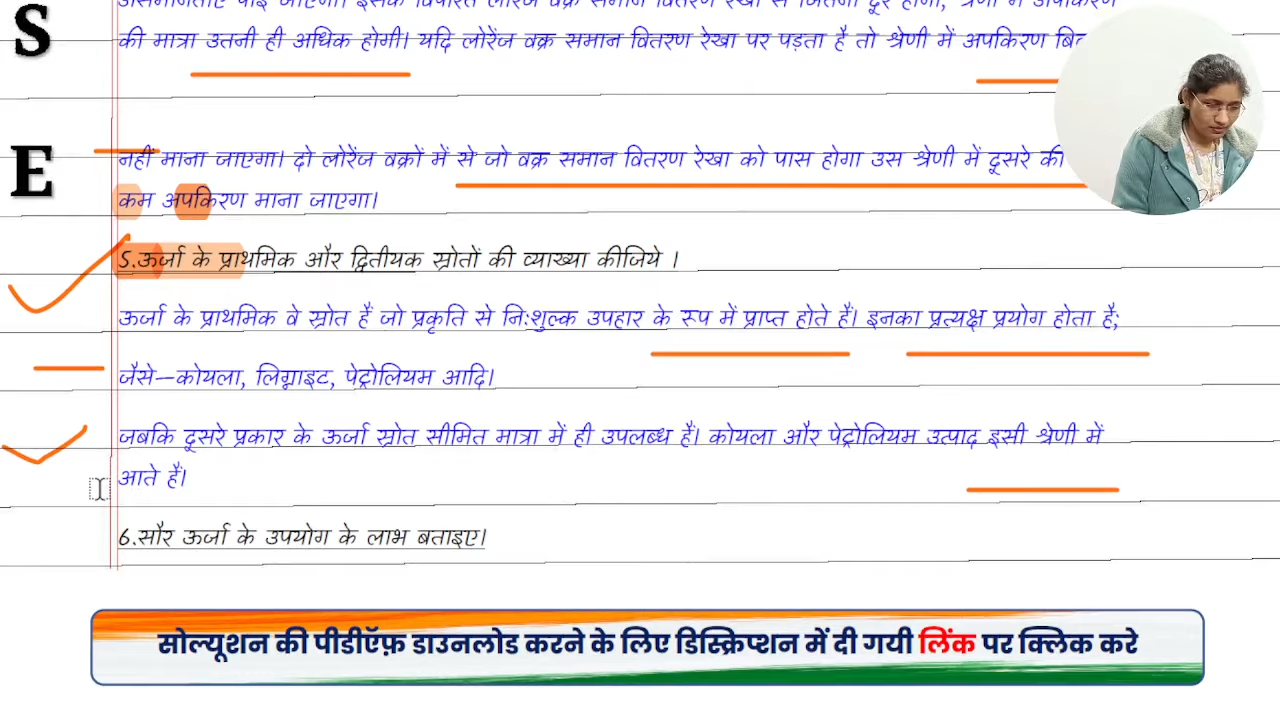 S
की मात्रा उतनी ही अधिक होगी। यदि लोरेंज वक्र समान वितरण रेखा पर पड़ता है तो श्रेणी में अपकिरण
E
नहीं माना जाएगा। दो लोरेंज वक्रों में से जो वक्र समान वितरण रेखा को पास होगा उस श्रेणी में दूसरे की
कम अपकिरण माना जाएगा।
5.ऊर्जा के प्राथमिक और द्वितीयक स्रोतों की व्याख्या कीजिये ।
ऊर्जा के प्राथमिक वे स्रोत हैं जो प्रकृति से निःशुल्क उपहार के रूप में प्राप्त होते हैं। इनका प्रत्यक्ष प्रयोग होता है;
जैसे–कोयला, लिग्नाइट, पेट्रोलियम आदि।
जबकि दूसरे प्रकार के ऊर्जा स्रोत सीमित मात्रा में ही उपलब्ध हैं। कोयला और पेट्रोलियम उत्पाद इसी श्रेणी में
आते हैं।
6.सौर ऊर्जा के उपयोग के लाभ बताइए।
सोल्यूशन की पीडीऍफ़ डाउनलोड करने के लिए डिस्क्रिप्शन में दी गयी लिंक पर क्लिक करे